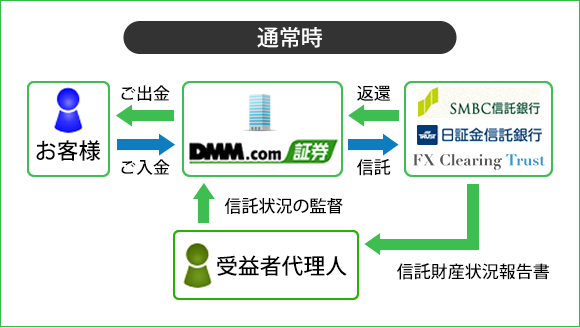 通常時
ご出金
返還
SMBC信託銀行
TRUST 日証金信託銀行
FX Clearing Trust
お客様
DMM.com 証券
ご入金
信託
信託状況の監督
受益者代理人
信託財産状況報告書